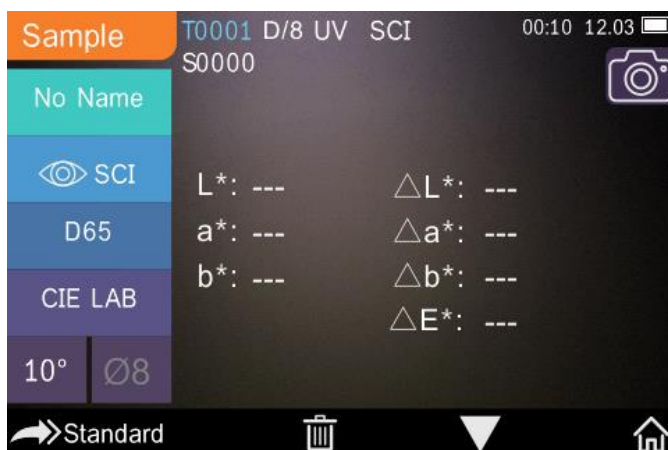 Sample
T0001 D/8 UV SCI 00:10 12.03
S0000
No Name
SCI
D65
CIE LAB
10° Ø8
L*: --- △L*: ---
a*: --- △a*: ---
b*: --- △b*: ---
△E*: ---
Standard